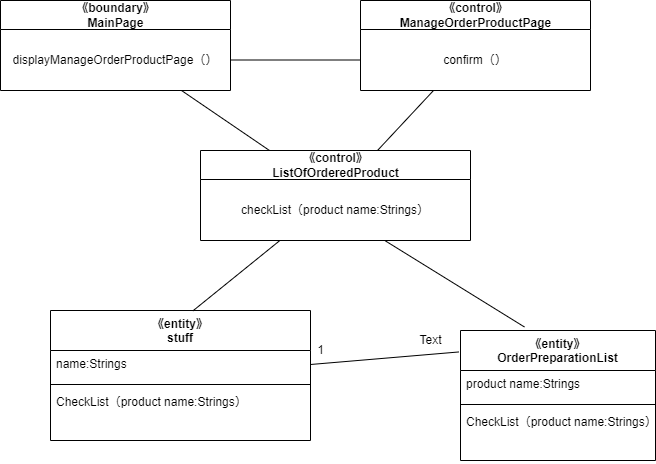 《boundary》
MainPage
displayManageOrderProductPage（）
《control》
ManageOrderProductPage
confirm（）
《control》
ListOfOrderedProduct
checkList（product name:Strings）
《entity》
stuff
name:Strings
CheckList（product name:Strings）
1
Text
《entity》
OrderPreparationList
product name:Strings
CheckList（product name:Strings）